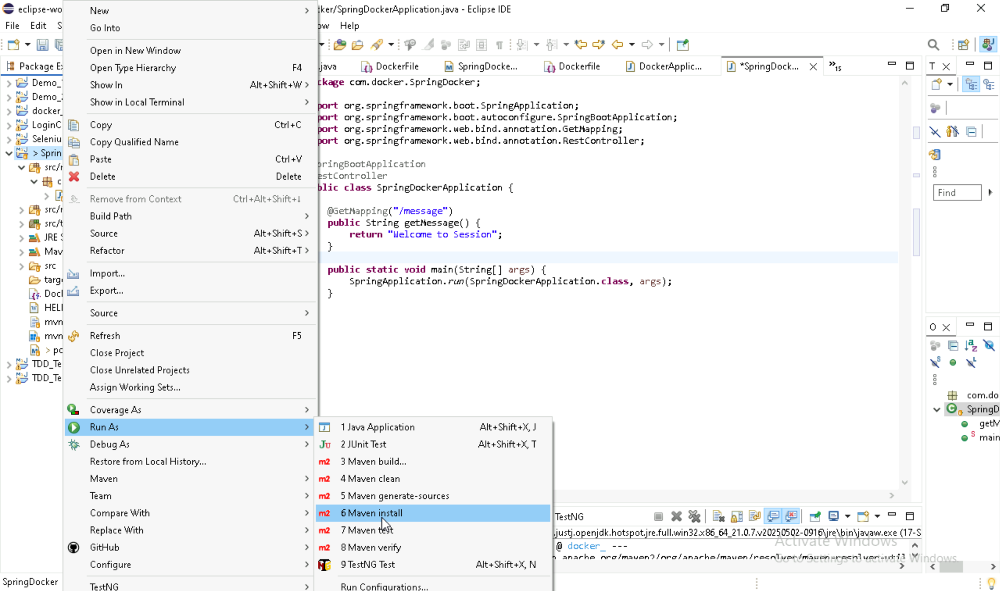 eclipse-wo
ker/SpringDockerApplication.java - Eclipse IDE
File Edit S
ow Help
Package Ex
.java
DockerFile
SpringDocke...
Dockerfile
DockerApplic...
*SpringDock...
»15
T
Demo_
Demo_
docker_
LoginC
Seleniu
> Sprin
src/r
c
src/r
src/t
JRE S
Mav
src
targe
Doc
HEL
mvn
mvn
> po
TDD_Te
TDD_Te
New
Go Into
Open in New Window
Open Type Hierarchy F4
Show In Alt+Shift+W >
Show in Local Terminal
Copy Ctrl+C
Copy Qualified Name
Paste Ctrl+V
Delete Delete
Remove from Context Ctrl+Alt+Shift+↓
Build Path
Source Alt+Shift+S >
Refactor Alt+Shift+T >
Import...
Export...
Source
Refresh F5
Close Project
Close Unrelated Projects
Assign Working Sets...
Coverage As
Run As
Debug As
Restore from Local History...
Maven
Team
Compare With
Replace With
GitHub
Configure
TestNG
1 Java Application Alt+Shift+X, J
2 JUnit Test Alt+Shift+X, T
3 Maven build...
4 Maven clean
5 Maven generate-sources
6 Maven install
7 Maven test
8 Maven verify
9 TestNG Test Alt+Shift+X, N
Run Configurations...
ckage com.docker.SpringDocker;
port org.springframework.boot.SpringApplication;
port org.springframework.boot.autoconfigure.SpringBootApplication;
port org.springframework.web.bind.annotation.GetMapping;
port org.springframework.web.bind.annotation.RestController;
pringBootApplication
estController
blic class SpringDockerApplication {
@GetMapping("/message")
public String getMessage() {
return "Welcome to Session";
}
public static void main(String[] args) {
SpringApplication.run(SpringDockerApplication.class, args);
}
Find
O
com.do
SpringD
getM
main
TestNG
.justj.openjdk.hotspot.jre.full.win32.x86_64_21.0.7.v20250502-0916\jre\bin\javaw.exe (17-S
@ docker_ ---
apache.org/maven2/org/apache/maven/resolver/maven-resolver-util
Activate Windows
Go to Settings to activate Windows.
SpringDocker